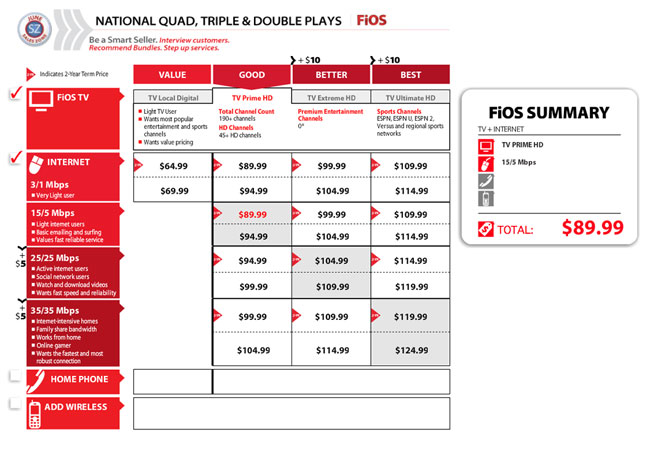 JUNE
SZ
SALES ZONE
NATIONAL QUAD, TRIPLE & DOUBLE PLAYS FiOS
Be a Smart Seller. Interview customers.
Recommend Bundles. Step up services.
+ $10
+ $10
Indicates 2-Year Term Price
VALUE
GOOD
BETTER
BEST
FiOS TV
TV Local Digital
TV Prime HD
TV Extreme HD
TV Ultimate HD
Light TV User
Wants most popular
entertainment and sports
channels
Wants value pricing
Total Channel Count
190+ channels
HD Channels
45+ HD channels
Premium Entertainment
Channels
0*
Sports Channels
ESPN, ESPN U, ESPN 2,
Versus and regional sports
networks
INTERNET
3/1 Mbps
Very Light user
$64.99 $89.99 $99.99 $109.99
$69.99 $94.99 $104.99 $114.99
15/5 Mbps
Light internet users
Basic emailing and surfing
Values fast reliable service
$89.99 $99.99 $109.99
$94.99 $104.99 $114.99
+
$5
25/25 Mbps
Active internet users
Social network users
Watch and download videos
Wants fast speed and reliability
$94.99 $104.99 $114.99
$99.99 $109.99 $119.99
+
$5
35/35 Mbps
Internet-intensive homes
Family share bandwidth
Works from home
Online gamer
Wants the fastest and most
robust connection
$99.99 $109.99 $119.99
$104.99 $114.99 $124.99
HOME PHONE
ADD WIRELESS
FiOS SUMMARY
TV + INTERNET
TV PRIME HD
15/5 Mbps
TOTAL: $89.99